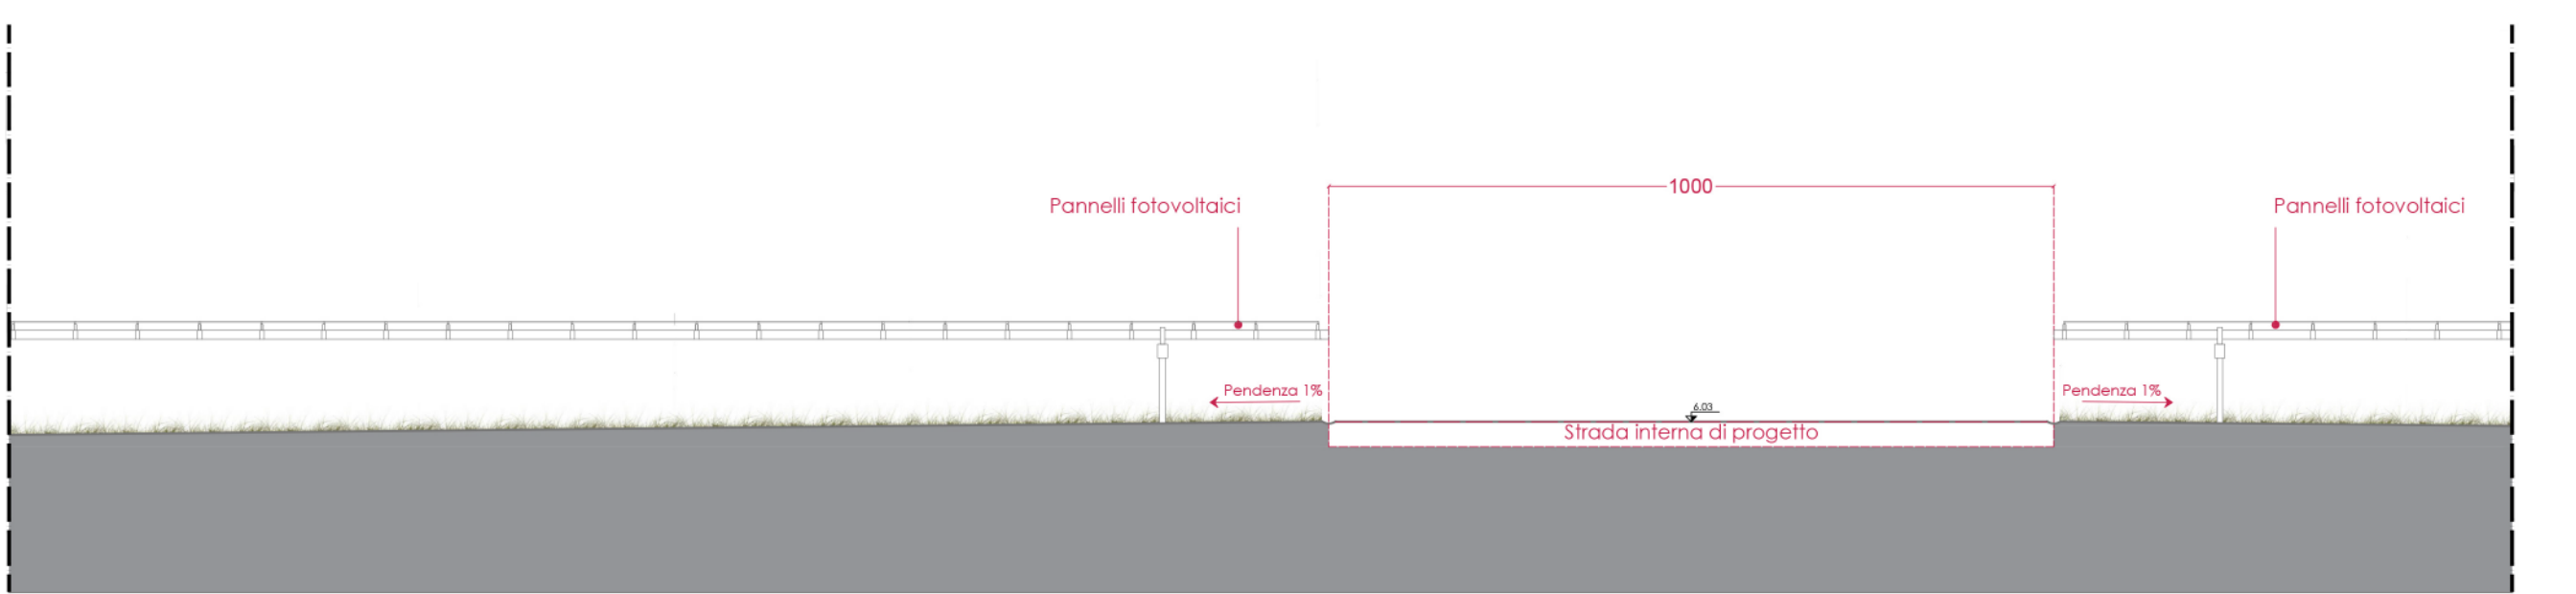 1000
Pannelli fotovoltaici
Pannelli fotovoltaici
Pendenza 1%
Pendenza 1%
6.03
Strada interna di progetto